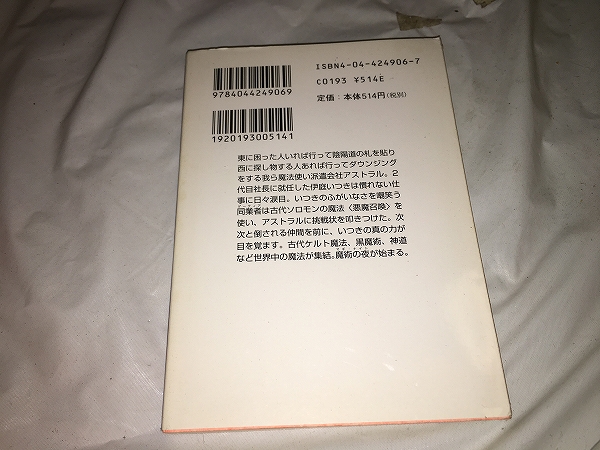 ISBN4-04-424906-7
C0193 ¥514E
定価：本体514円（税別）
9784044249069
1920193005141
東に困った人いれば行って陰陽道の札を貼り
西に探し物する人あれば行ってダウンジング
をする我ら魔法使い派遣会社アストラル。2
代目社長に就任した伊庭いつきは慣れない仕
事に日々涙目。いつきのふがいなさを嘲笑う
同業者は古代ソロモンの魔法〈悪魔召喚〉を
使い、アストラルに挑戦状を叩きつけた。次
次と倒される仲間を前に、いつきの真の力が
目を覚ます。古代ケルト魔法、黒魔術、神道
など世界中の魔法が集結。魔術の夜が始まる。